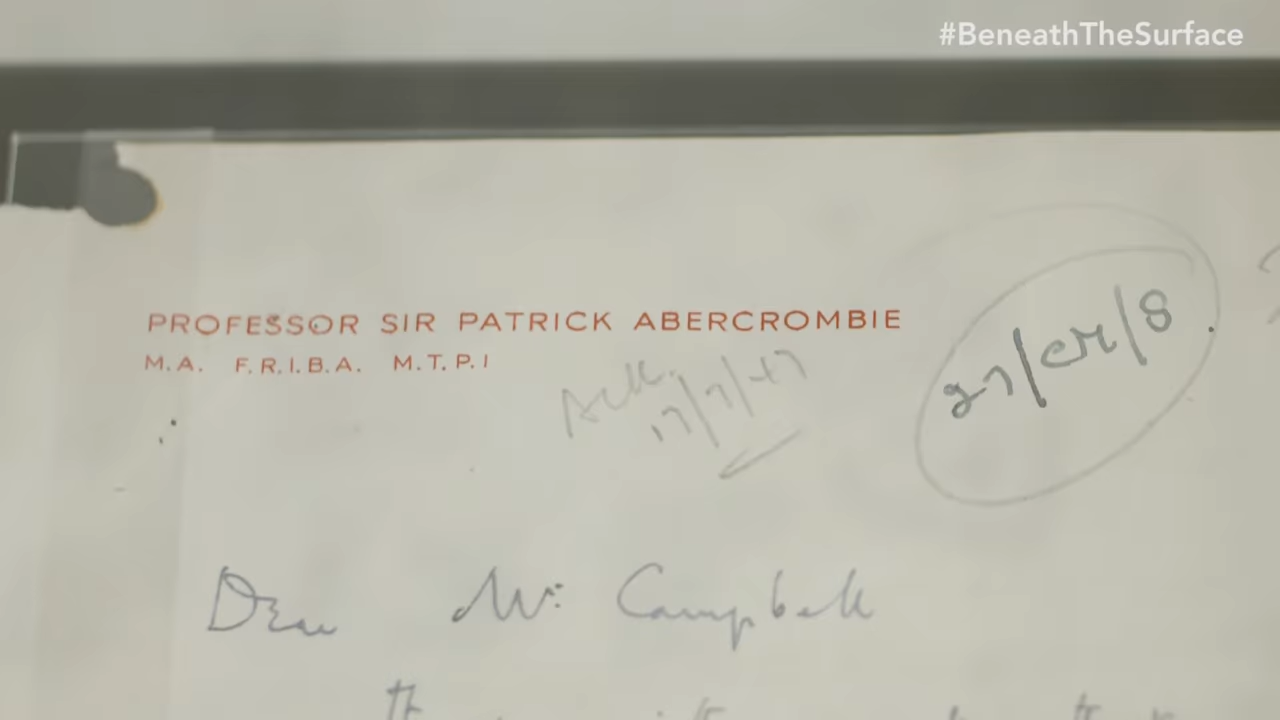 #BeneathTheSurface
PROFESSOR SIR PATRICK ABERCROMBIE
M.A. F.R.I.B.A. M.T.P.I
17/7/47
Dear Mr. Campbell